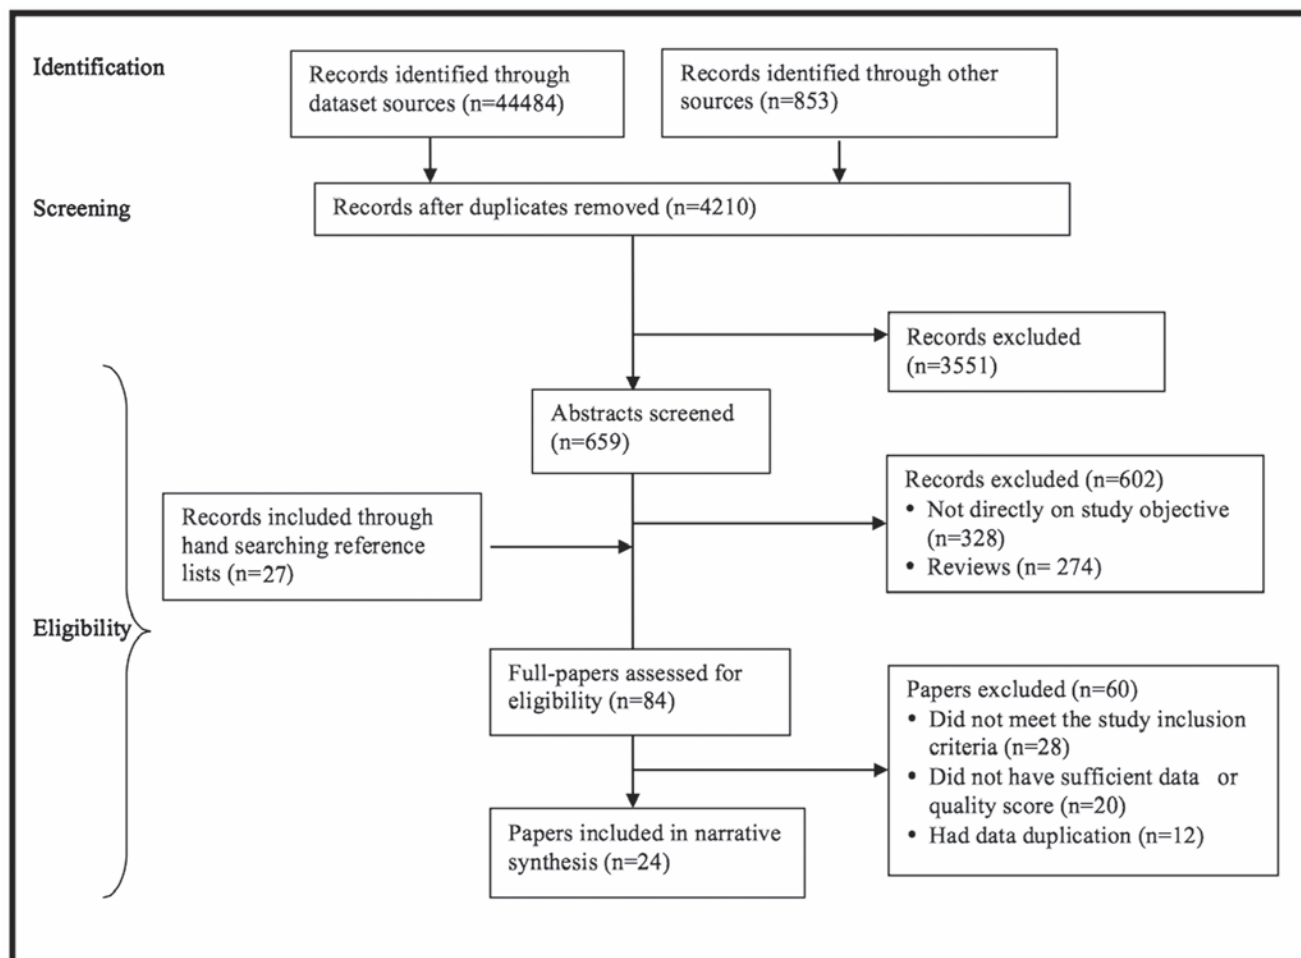 Identification
Records identified through
dataset sources (n=44484)
Records identified through other
sources (n=853)
Screening
Records after duplicates removed (n=4210)
Records excluded
(n=3551)
Abstracts screened
(n=659)
Records excluded (n=602)
• Not directly on study objective
(n=328)
• Reviews (n= 274)
Records included through
hand searching reference
lists (n=27)
Eligibility
Full-papers assessed for
eligibility (n=84)
Papers excluded (n=60)
• Did not meet the study inclusion
criteria (n=28)
• Did not have sufficient data or
quality score (n=20)
• Had data duplication (n=12)
Papers included in narrative
synthesis (n=24)